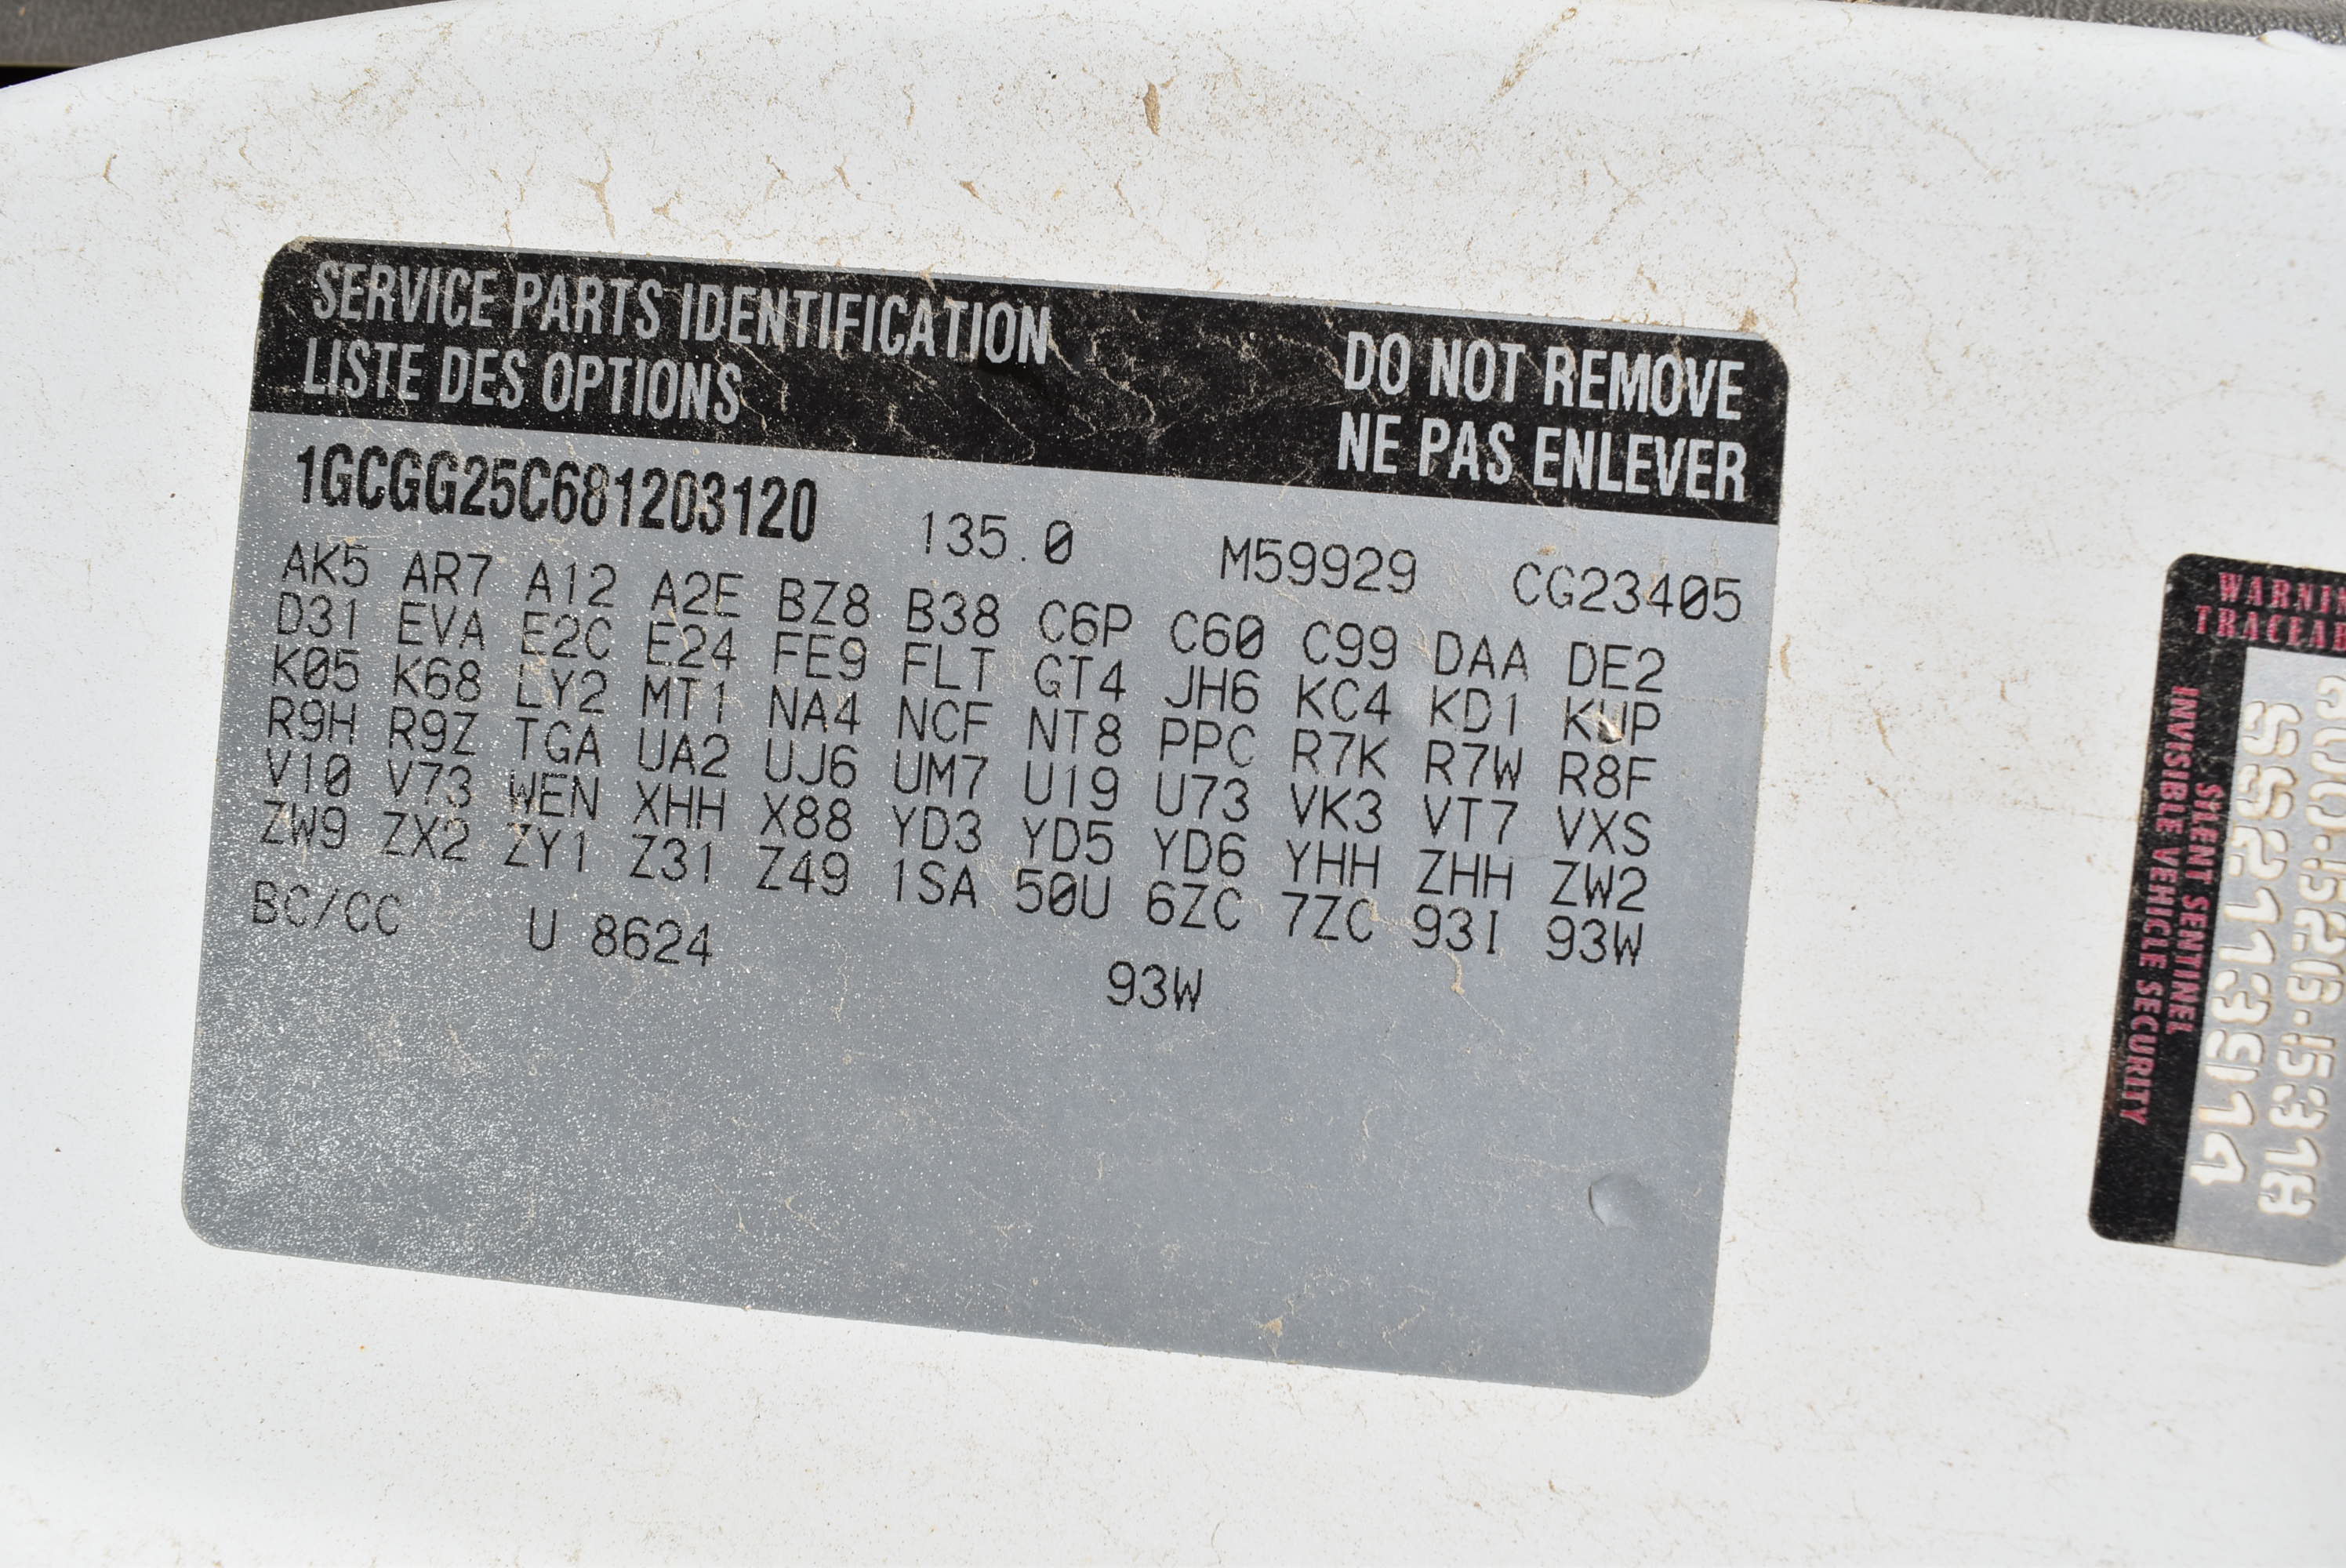 SERVICE PARTS IDENTIFICATION
LISTE DES OPTIONS
DO NOT REMOVE
NE PAS ENLEVER
1GCGG25C681203120 135.0 M59929 CG23405
AK5 AR7 A12 A2E BZ8 B38 C6P C60 C99 DAA DE2
D31 EVA E2C E24 FE9 FLT GT4 JH6 KC4 KD1 KUP
K05 K68 LY2 MT1 NA4 NCF NT8 PPC R7K R7W R8F
R9H R9Z TGA UA2 UJ6 UM7 U19 U73 VK3 VT7 VXS
V10 V73 WEN XHH X88 YD3 YD5 YD6 YHH ZHH ZW2
ZW9 ZX2 ZY1 Z31 Z49 1SA 50U 6ZC 7ZC 93I 93W
BC/CC U 8624 93W
SYLENT SENTINEL
INVISIBLE VEHICLE SECURITY